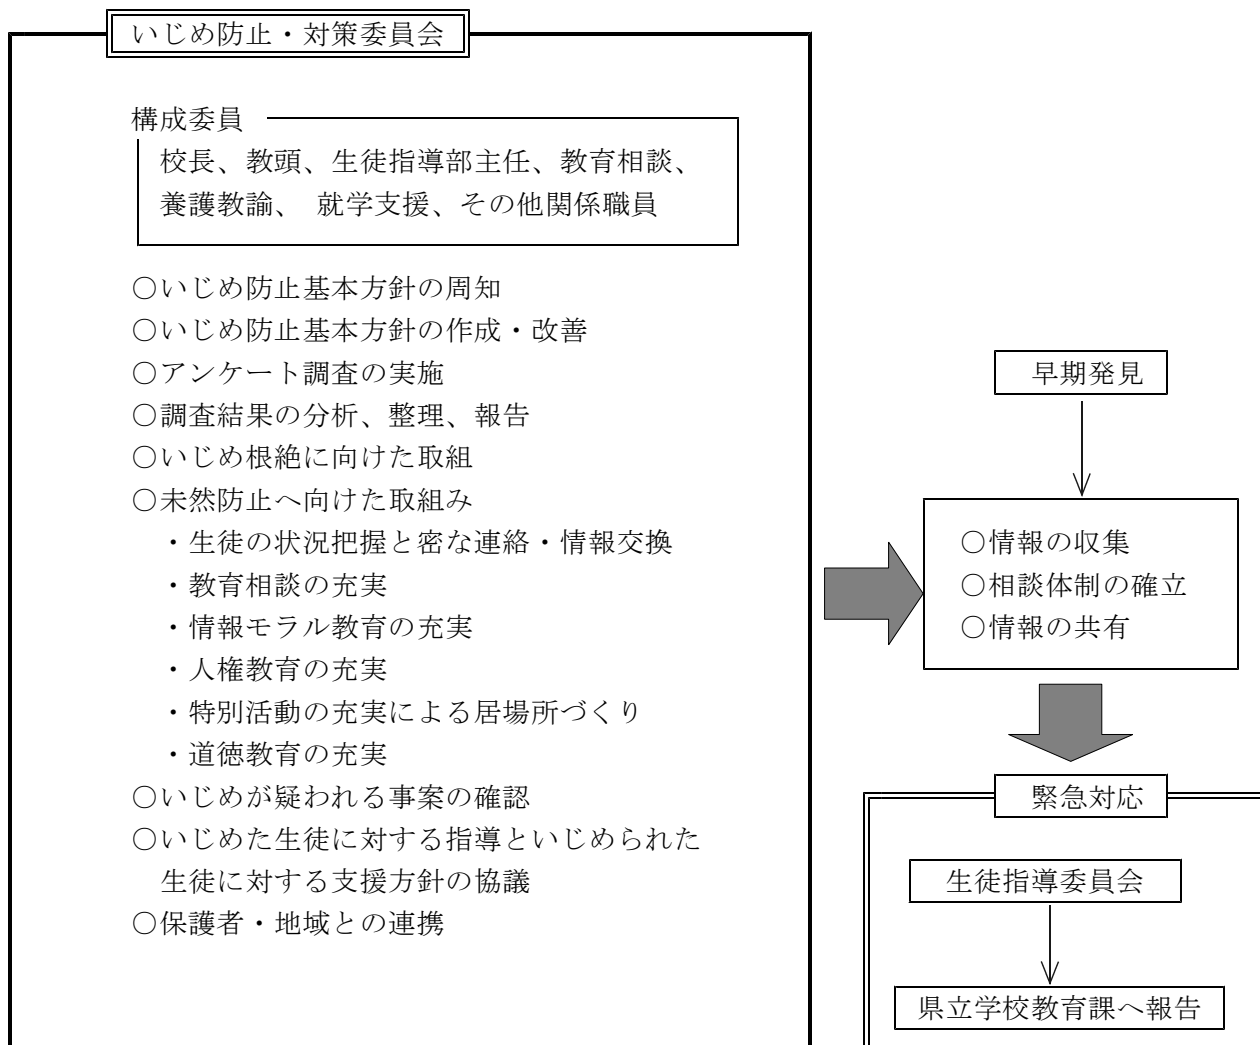 いじめ防止・対策委員会
構成委員
校長、教頭、生徒指導部主任、教育相談、
養護教諭、 就学支援、その他関係職員
○いじめ防止基本方針の周知
○いじめ防止基本方針の作成・改善
○アンケート調査の実施
○調査結果の分析、整理、報告
○いじめ根絶に向けた取組
○未然防止へ向けた取組み
・生徒の状況把握と密な連絡・情報交換
・教育相談の充実
・情報モラル教育の充実
・人権教育の充実
・特別活動の充実による居場所づくり
・道徳教育の充実
○いじめが疑われる事案の確認
○いじめた生徒に対する指導といじめられた
生徒に対する支援方針の協議
○保護者・地域との連携
早期発見
○情報の収集
○相談体制の確立
○情報の共有
緊急対応
生徒指導委員会
県立学校教育課へ報告